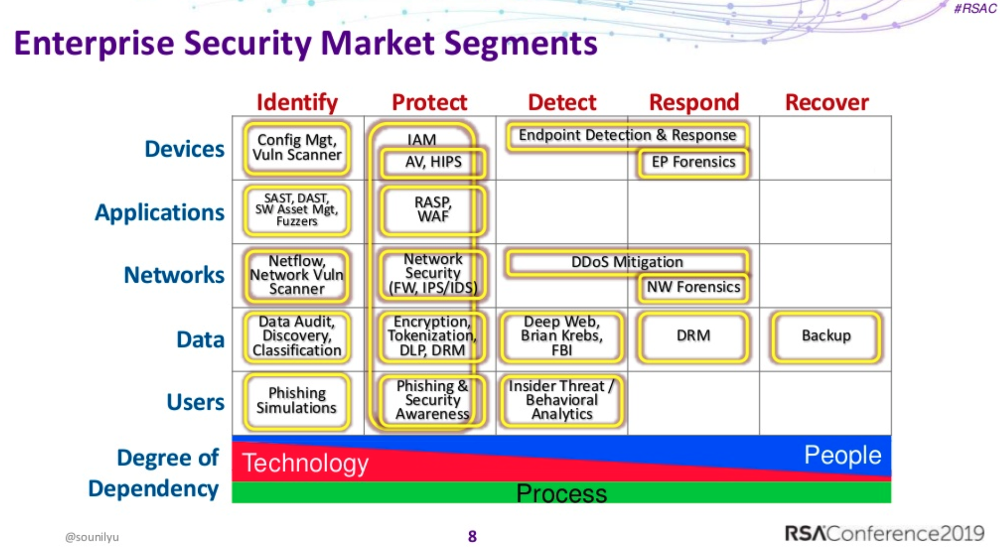 #RSAC
Enterprise Security Market Segments
Identify
Protect
Detect
Respond
Recover
Devices
Config Mgt,
Vuln Scanner
IAM
AV, HIPS
Endpoint Detection & Response
EP Forensics
Applications
SAST, DAST,
SW Asset Mgt,
Fuzzers
RASP,
WAF
Networks
Netflow,
Network Vuln
Scanner
Network
Security
(FW, IPS/IDS)
DDoS Mitigation
NW Forensics
Data
Data Audit,
Discovery,
Classification
Encryption,
Tokenization,
DLP, DRM
Deep Web,
Brian Krebs,
FBI
DRM
Backup
Users
Phishing
Simulations
Phishing &
Security
Awareness
Insider Threat /
Behavioral
Analytics
Degree of
Dependency
Technology
People
Process
@sounilyu
8
RSAConference2019